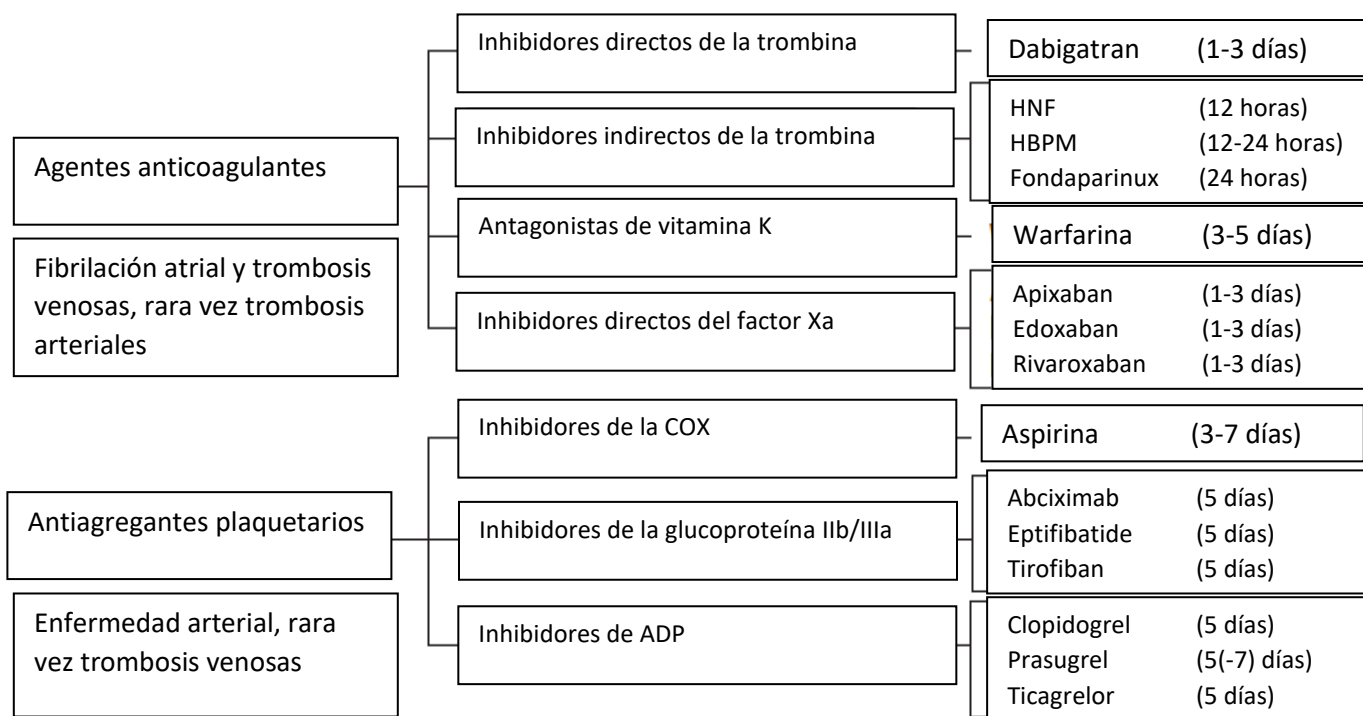 Agentes anticoagulantes
Fibrilación atrial y trombosis
venosas, rara vez trombosis
arteriales
Inhibidores directos de la trombina
Dabigatran (1-3 días)
Inhibidores indirectos de la trombina
HNF (12 horas)
HBPM (12-24 horas)
Fondaparinux (24 horas)
Antagonistas de vitamina K
Warfarina (3-5 días)
Inhibidores directos del factor Xa
Apixaban (1-3 días)
Edoxaban (1-3 días)
Rivaroxaban (1-3 días)
Antiagregantes plaquetarios
Enfermedad arterial, rara
vez trombosis venosas
Inhibidores de la COX
Aspirina (3-7 días)
Inhibidores de la glucoproteína IIb/IIIa
Abciximab (5 días)
Eptifibatide (5 días)
Tirofiban (5 días)
Inhibidores de ADP
Clopidogrel (5 días)
Prasugrel (5(-7) días)
Ticagrelor (5 días)